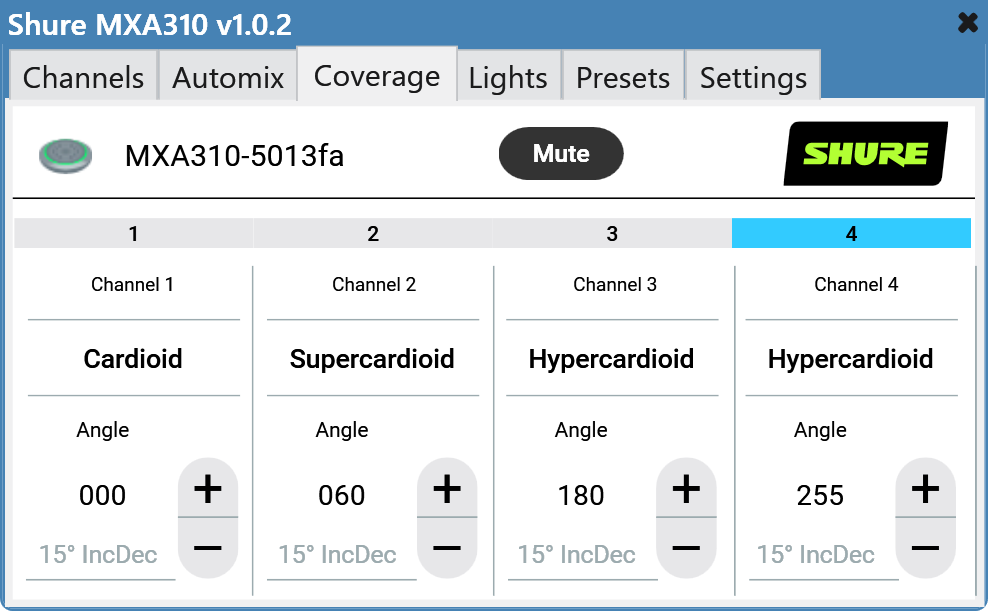 Shure MXA310 v1.0.2
Channels Automix Coverage Lights Presets Settings
MXA310-5013fa Mute SHURE
1 2 3 4
Channel 1 Channel 2 Channel 3 Channel 4
Cardioid Supercardioid Hypercardioid Hypercardioid
Angle Angle Angle Angle
000 + 060 + 180 + 255 +
15° IncDec − 15° IncDec − 15° IncDec − 15° IncDec −